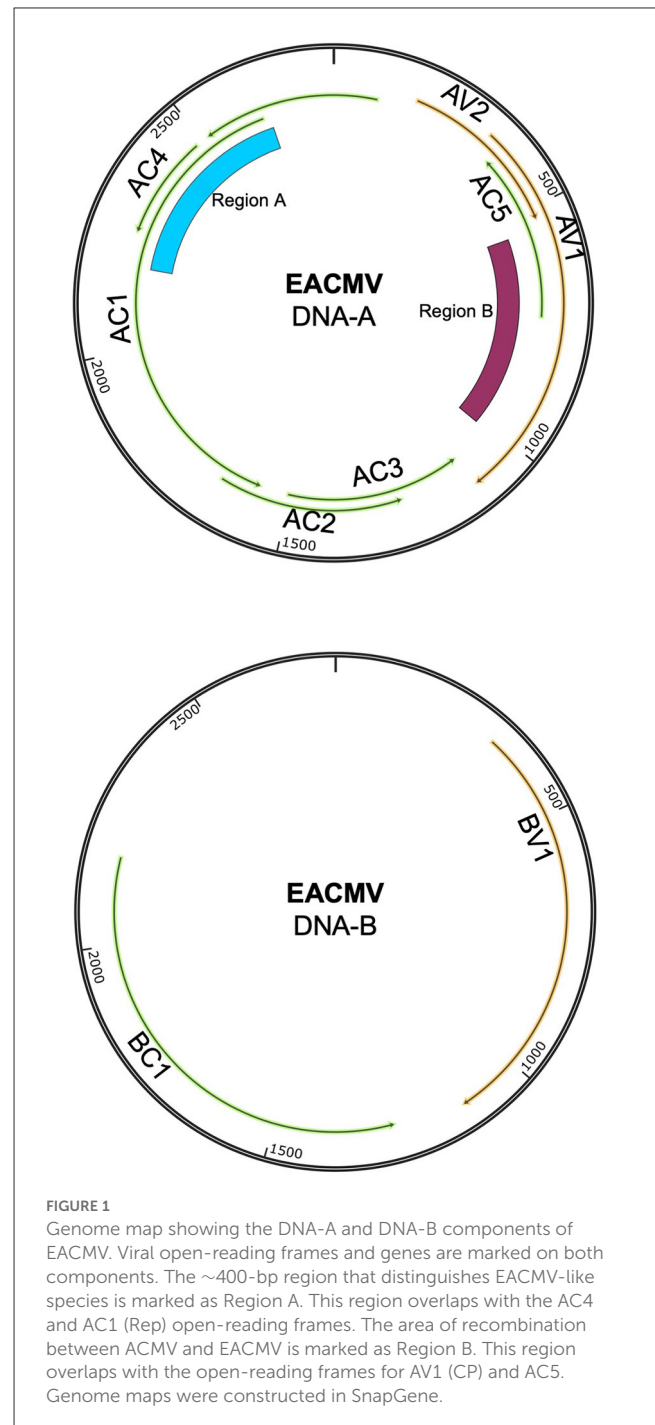 2500
AV2
AC4
500
AC5
AV1
Region A
EACMV
DNA-A
Region B
AC1
2000
1000
AC3
AC2
1500
2500
500
BV1
EACMV
DNA-B
2000
BC1
1000
1500
FIGURE 1
Genome map showing the DNA-A and DNA-B components of
EACMV. Viral open-reading frames and genes are marked on both
components. The ~400-bp region that distinguishes EACMV-like
species is marked as Region A. This region overlaps with the AC4
and AC1 (Rep) open-reading frames. The area of recombination
between ACMV and EACMV is marked as Region B. This region
overlaps with the open-reading frames for AV1 (CP) and AC5.
Genome maps were constructed in SnapGene.